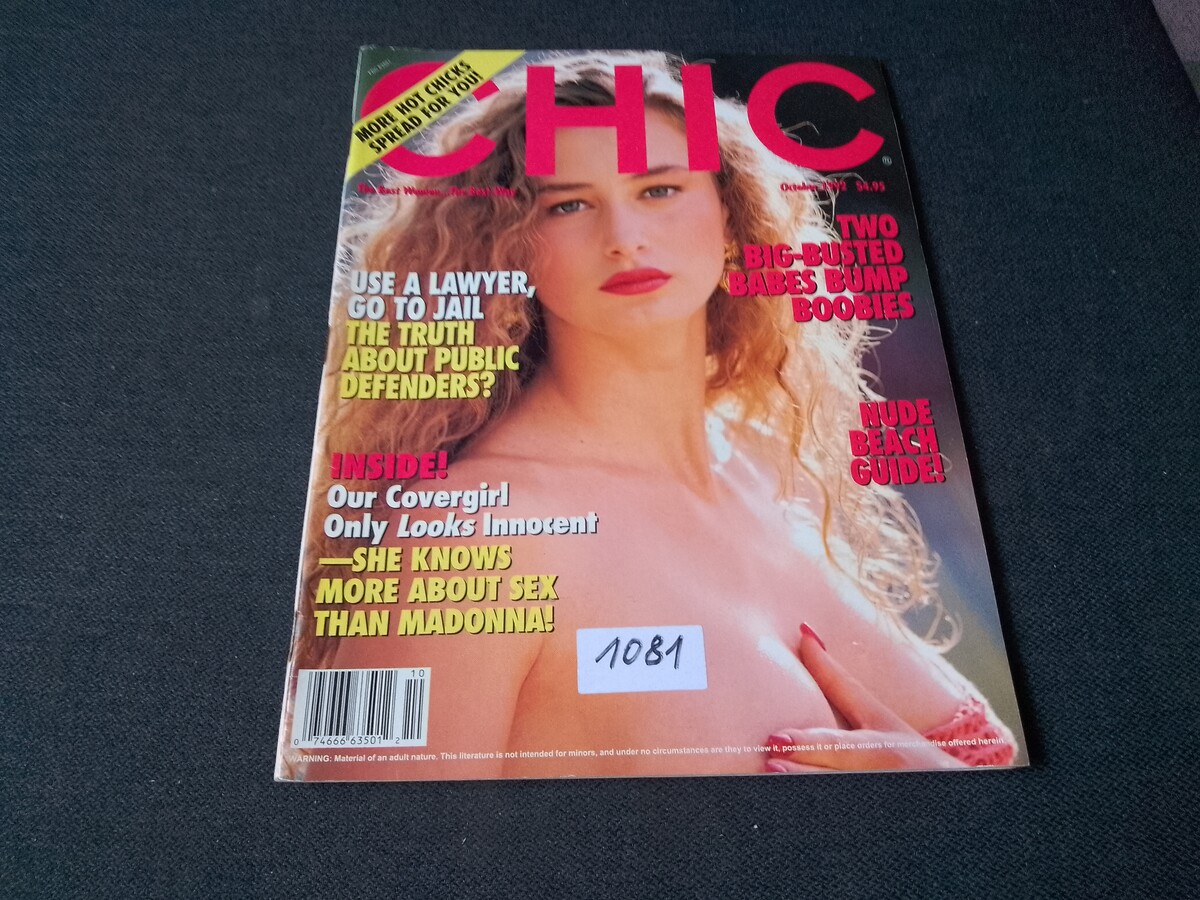 MORE HOT CHICKS
SPREAD FOR YOU!
CHIC
The Best Women, The Best Way
October 1992 $4.95
TWO
BIG-BUSTED
BABES BUMP
BOOBIES
USE A LAWYER,
GO TO JAIL
THE TRUTH
ABOUT PUBLIC
DEFENDERS?
NUDE
BEACH
GUIDE!
INSIDE!
Our Covergirl
Only Looks Innocent
—SHE KNOWS
MORE ABOUT SEX
THAN MADONNA!
1081
10
0 74666 63501 2
WARNING: Material of an adult nature. This literature is not intended for minors, and under no circumstances are they to view it, possess it or place orders for merchandise offered herein.